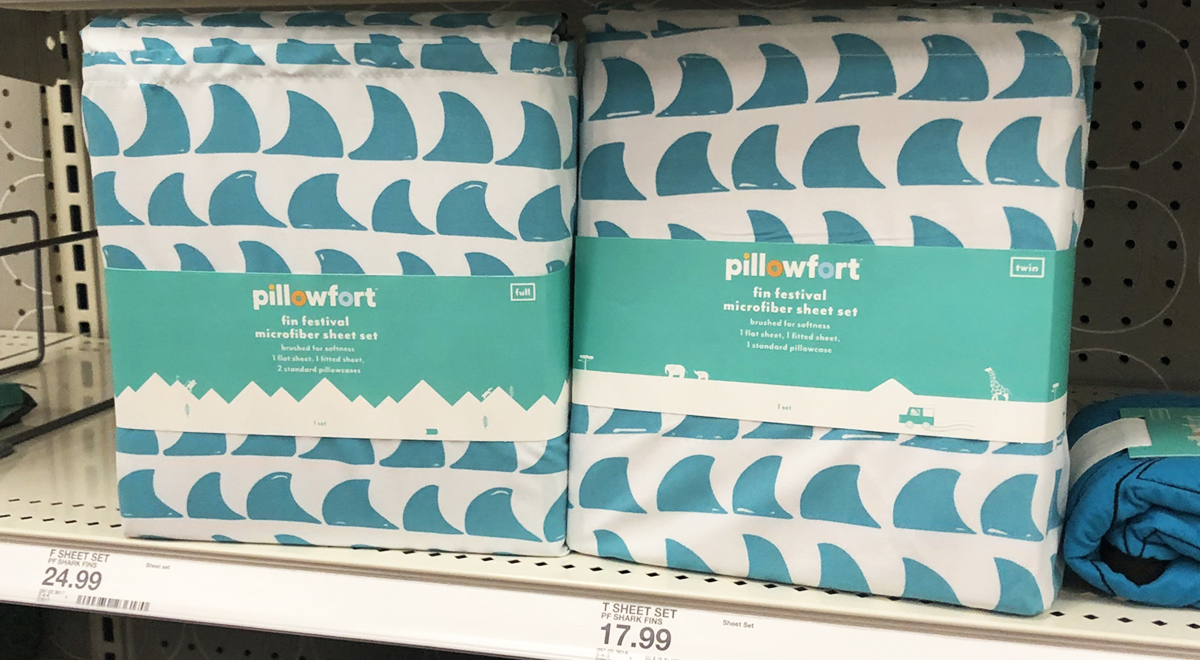 pillowfort
full
fin festival
microfiber sheet set
brushed for softness
1 flat sheet, 1 fitted sheet,
2 standard pillowcases
1 set
pillowfort
twin
fin festival
microfiber sheet set
brushed for softness
1 flat sheet, 1 fitted sheet,
1 standard pillowcase
1 set
F SHEET SET
PF SHARK FINS
24.99
Sheet set
T SHEET SET
PF SHARK FINS
17.99
Sheet Set